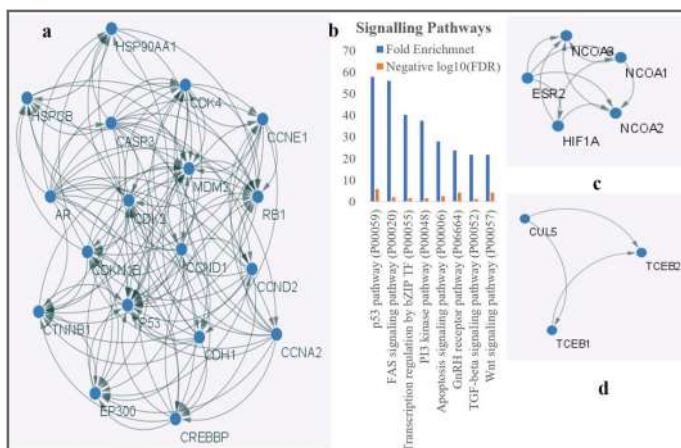 a
HSP90AA1
HSPCB
CDK4
CASP3
CCNE1
MDM2
AR
CDK2
RB1
CDKN1B
CCND1
CCND2
CTNNB1
P53
CDH1
CCNA2
EP300
CREBBP
b
Signalling Pathways
Fold Enrichmnet
Negative log10(FDR)
70
60
50
40
30
20
10
0
p53 pathway (P00059)
FAS signaling pathway (P00020)
Transcription regulation by bZIP TF (P00055)
PI3 kinase pathway (P00048)
Apoptosis signaling pathway (P00006)
GnRH receptor pathway (P06664)
TGF-beta signaling pathway (P00052)
Wnt signaling pathway (P00057)
NCOA3
NCOA1
ESR2
NCOA2
HIF1A
c
CUL5
TCEB2
TCEB1
d